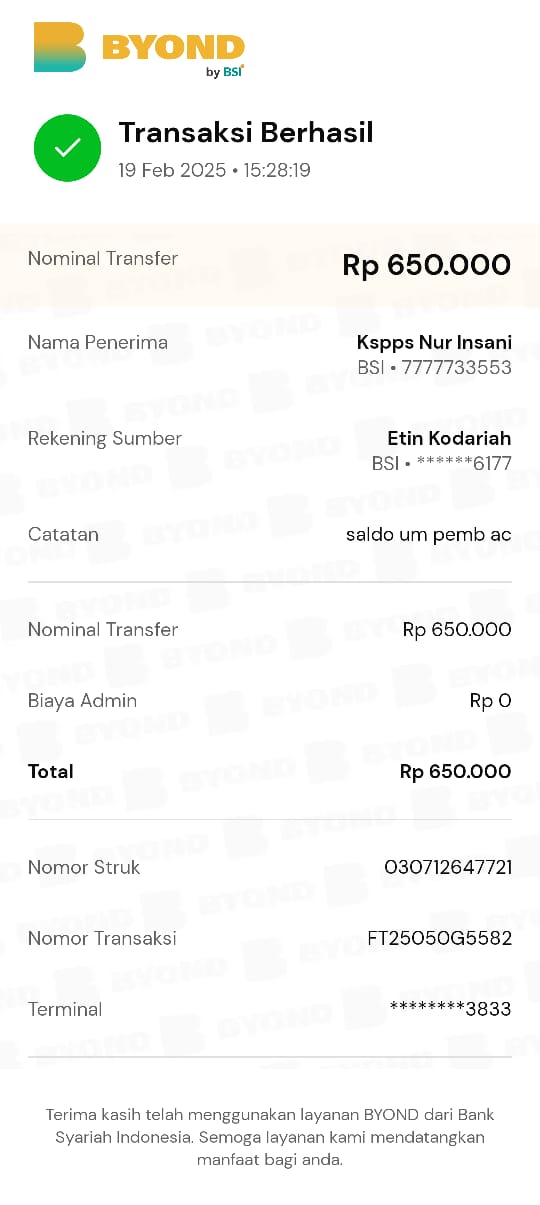 BYOND
by BSI
Transaksi Berhasil
19 Feb 2025 • 15:28:19
Nominal Transfer Rp 650.000
Nama Penerima Kspps Nur Insani
BSI • 7777733553
Rekening Sumber Etin Kodariah
BSI • ******6177
Catatan saldo um pemb ac
Nominal Transfer Rp 650.000
Biaya Admin Rp 0
Total Rp 650.000
Nomor Struk 030712647721
Nomor Transaksi FT25050G5582
Terminal ********3833
Terima kasih telah menggunakan layanan BYOND dari Bank
Syariah Indonesia. Semoga layanan kami mendatangkan
manfaat bagi anda.